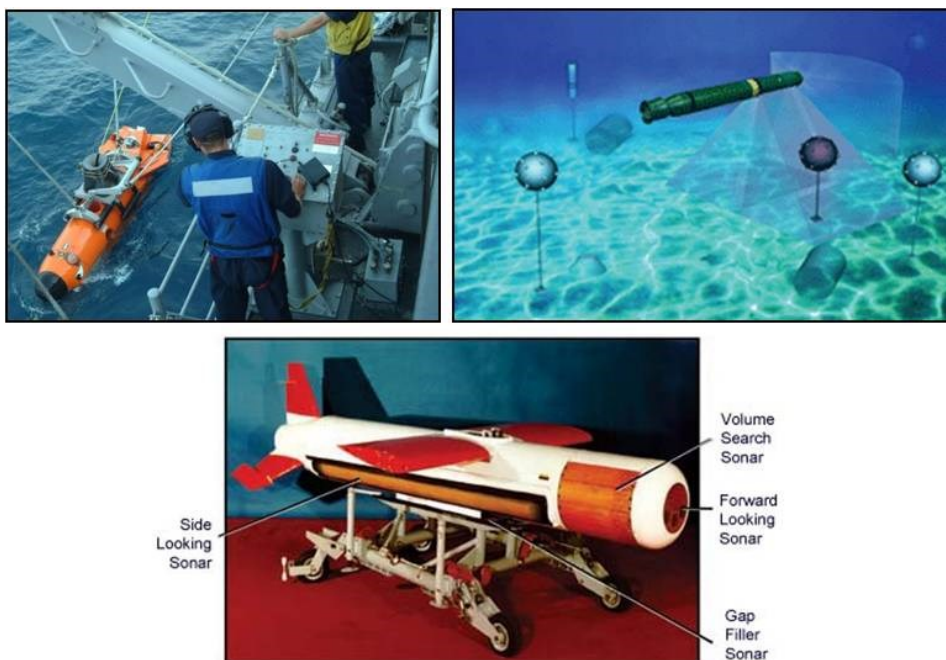 Volume
Search
Sonar
Forward
Looking
Sonar
Side
Looking
Sonar
Gap
Filler
Sonar